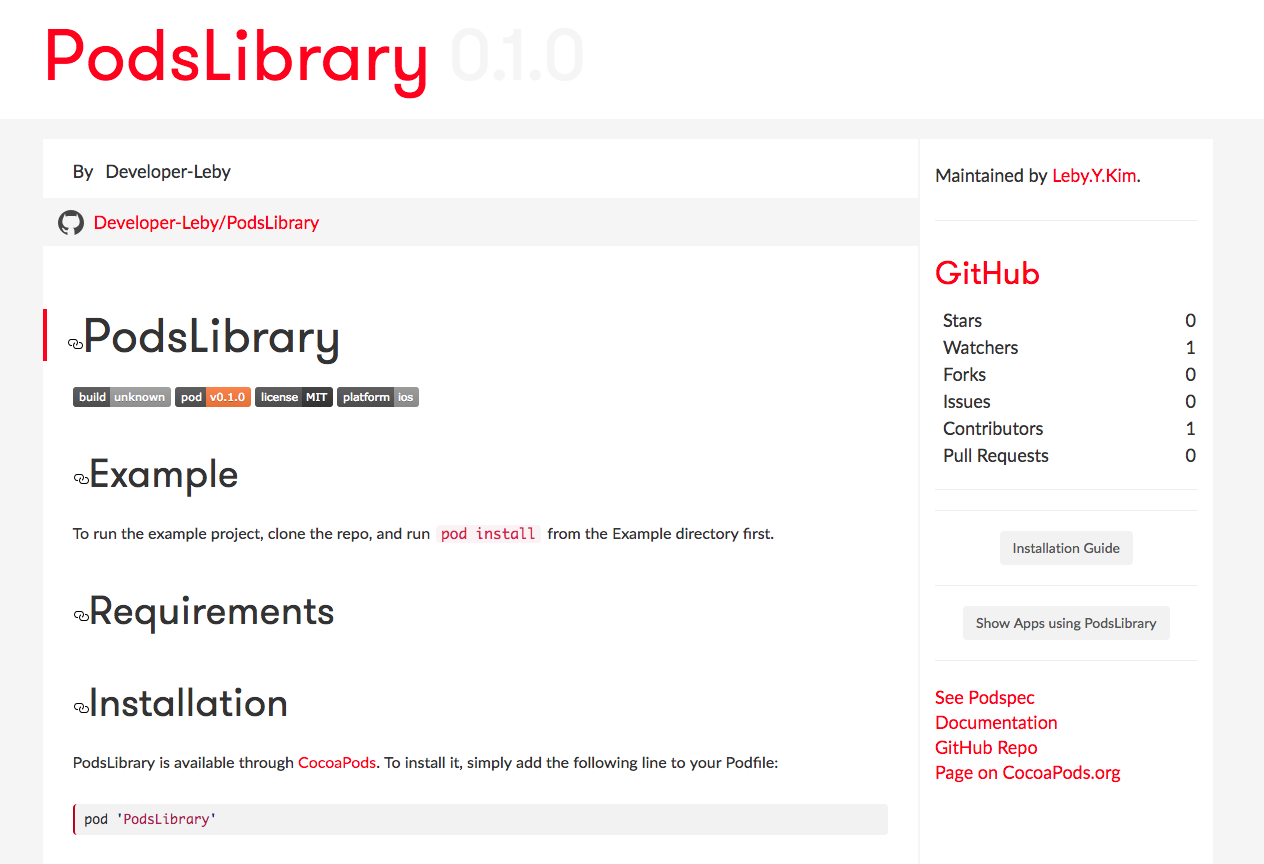 PodsLibrary 0.1.0
By Developer-Leby
Developer-Leby/PodsLibrary
PodsLibrary
build unknown pod v0.1.0 license MIT platform ios
Example
To run the example project, clone the repo, and run pod install from the Example directory first.
Requirements
Installation
PodsLibrary is available through CocoaPods. To install it, simply add the following line to your Podfile:
pod 'PodsLibrary'
Maintained by Leby.Y.Kim.
GitHub
Stars 0
Watchers 1
Forks 0
Issues 0
Contributors 1
Pull Requests 0
Installation Guide
Show Apps using PodsLibrary
See Podspec
Documentation
GitHub Repo
Page on CocoaPods.org